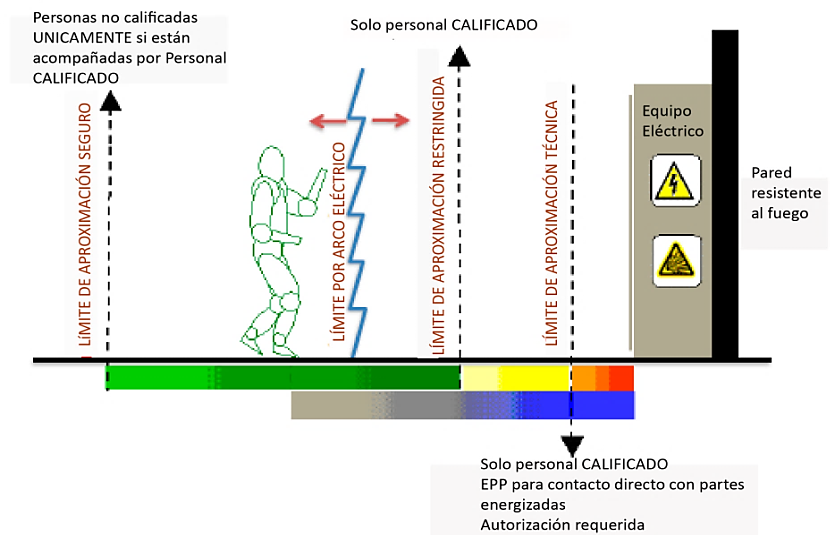 Personas no calificadas
UNICAMENTE si están
acompañadas por Personal
CALIFICADO
Solo personal CALIFICADO
LÍMITE DE APROXIMACIÓN SEGURO
LÍMITE POR ARCO ELÉCTRICO
LÍMITE DE APROXIMACIÓN RESTRINGIDA
LÍMITE DE APROXIMACIÓN TÉCNICA
Equipo
Eléctrico
Pared
resistente
al fuego
Solo personal CALIFICADO
EPP para contacto directo con partes
energizadas
Autorización requerida